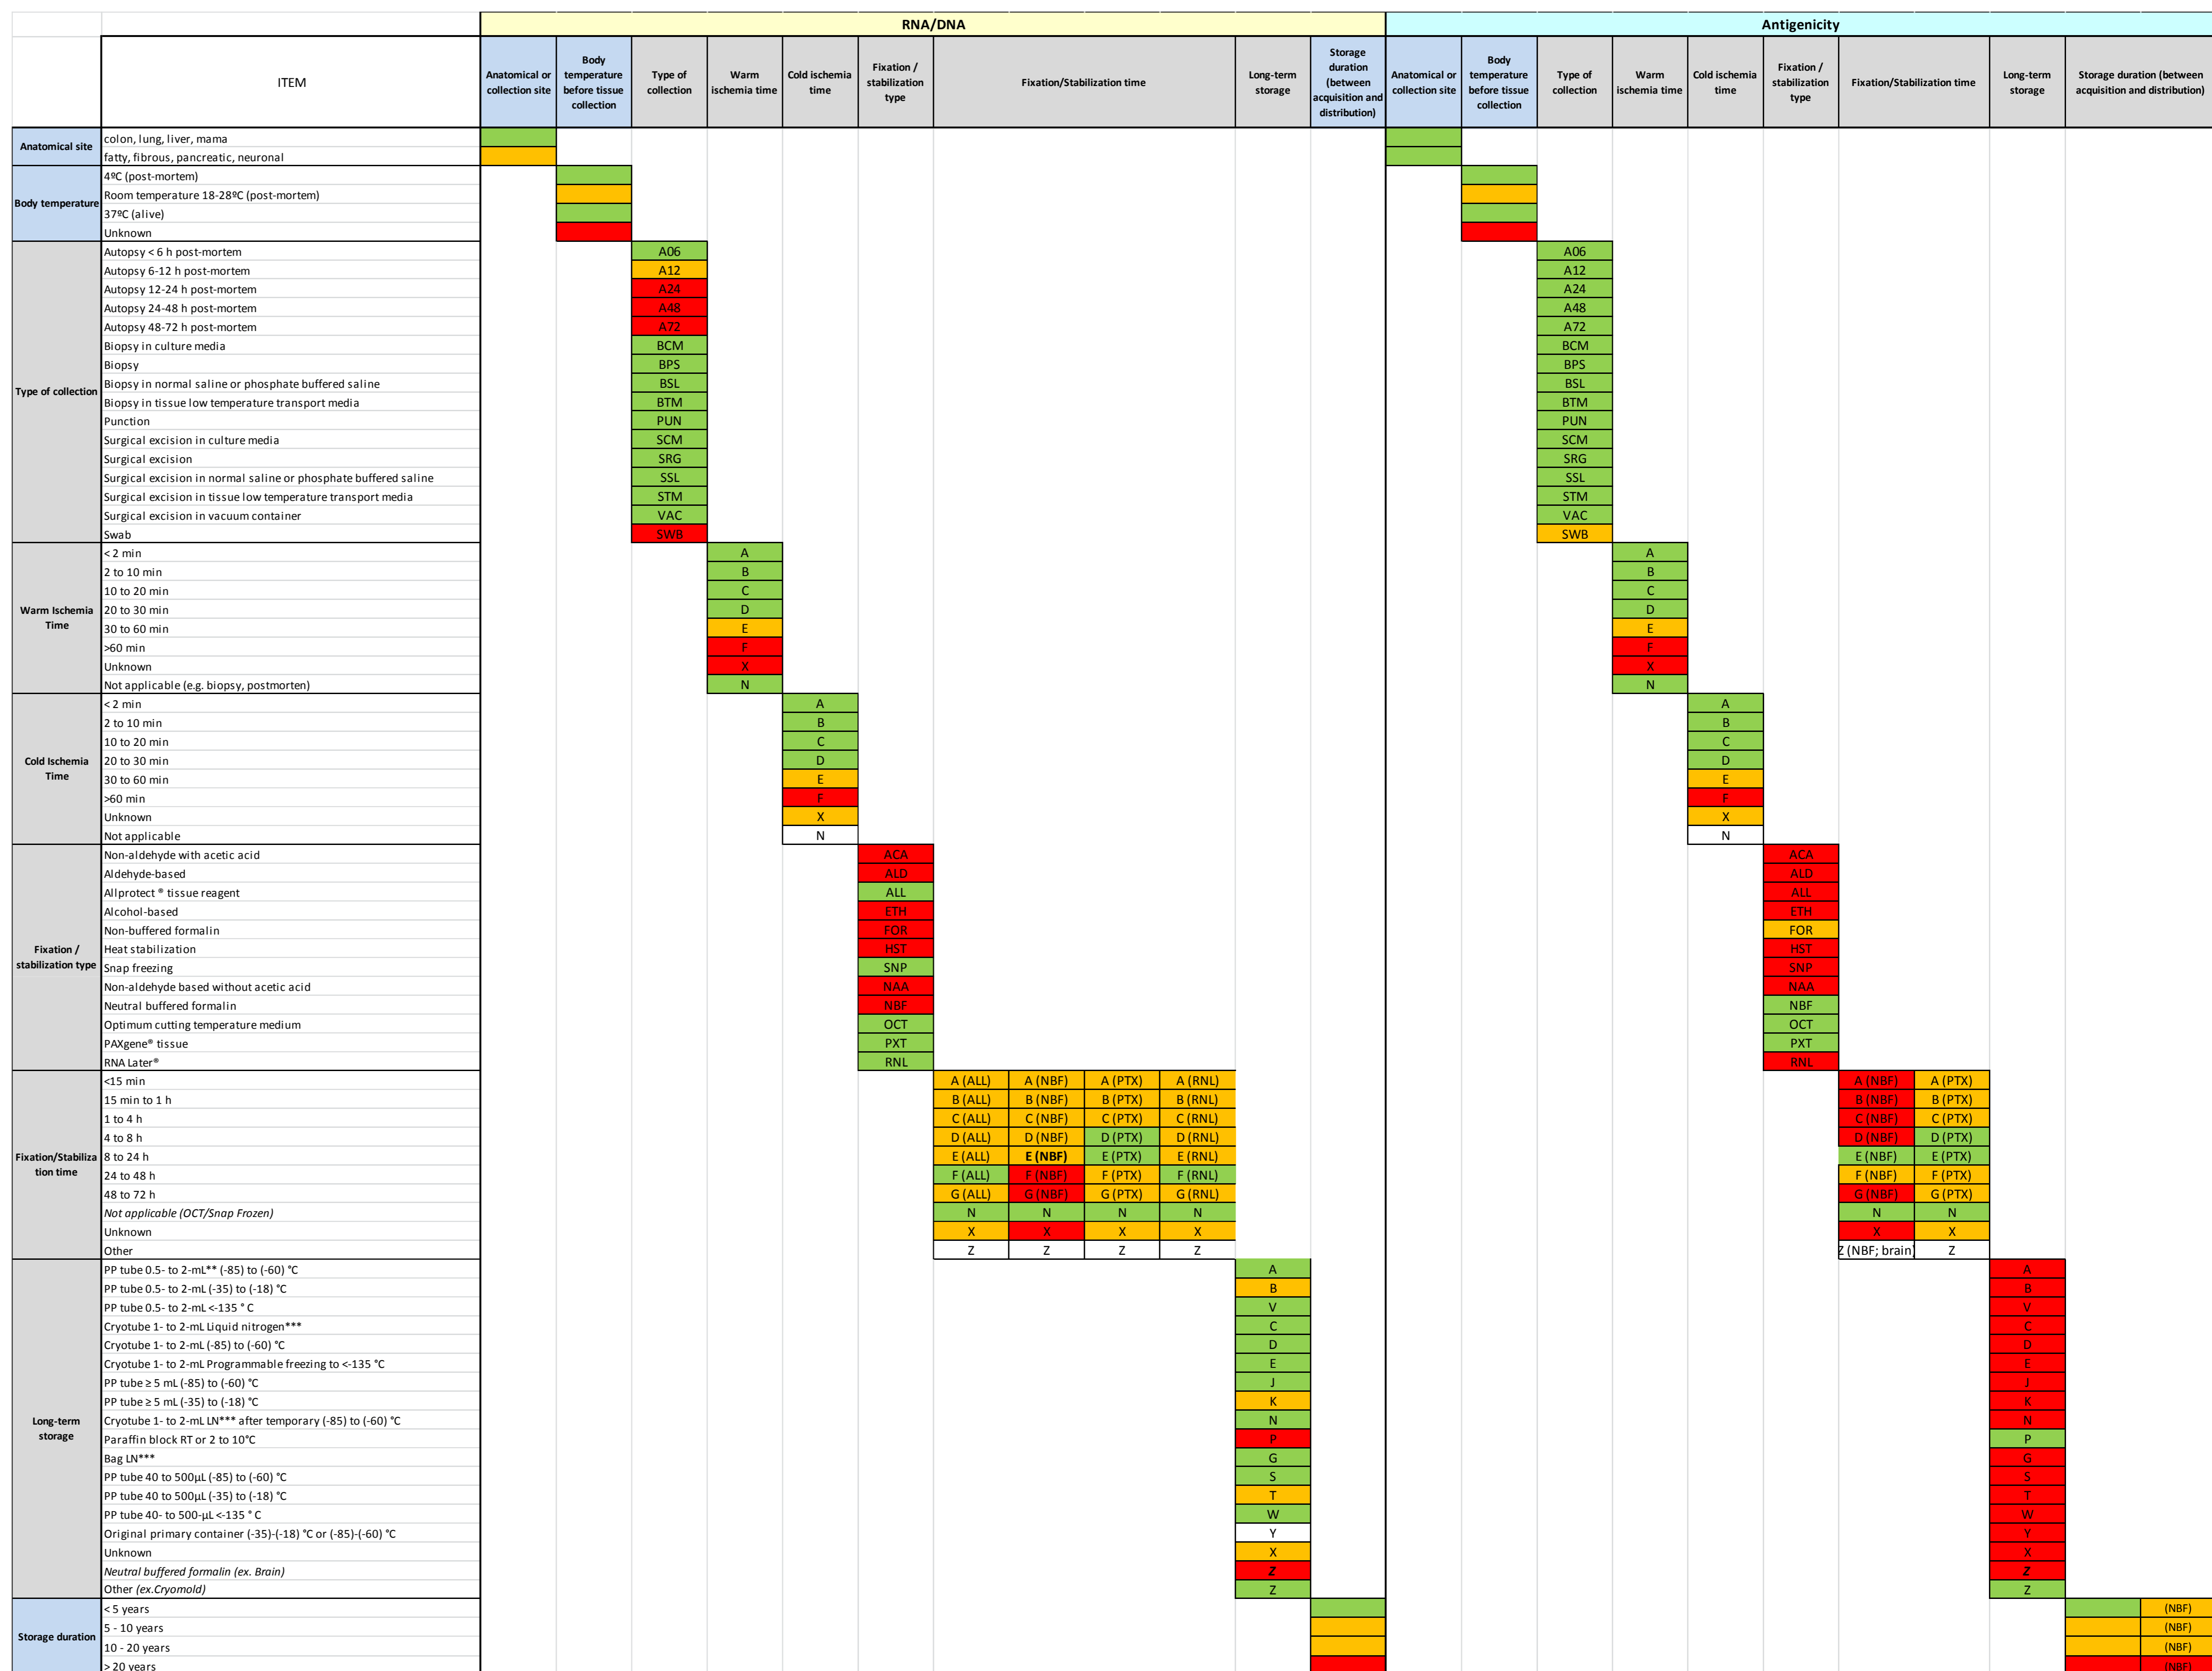 RNA/DNA Antigenicity
ITEM Anatomical or collection site Body temperature before tissue collection Type of collection Warm ischemia time Cold ischemia time Fixation / stabilization type Fixation/Stabilization time Long-term storage Storage duration (between acquisition and distribution) Anatomical or collection site Body temperature before tissue collection Type of collection Warm ischemia time Cold ischemia time Fixation / stabilization type Fixation/Stabilization time Long-term storage Storage duration (between acquisition and distribution)
Anatomical site
colon, lung, liver, mama
fatty, fibrous, pancreatic, neuronal
Body temperature
4ºC (post-mortem)
Room temperature 18-28ºC (post-mortem)
37ºC (alive)
Unknown
Type of collection
Autopsy < 6 h post-mortem A06 A06
Autopsy 6-12 h post-mortem A12 A12
Autopsy 12-24 h post-mortem A24 A24
Autopsy 24-48 h post-mortem A48 A48
Autopsy 48-72 h post-mortem A72 A72
Biopsy in culture media BCM BCM
Biopsy BPS BPS
Biopsy in normal saline or phosphate buffered saline BSL BSL
Biopsy in tissue low temperature transport media BTM BTM
Punction PUN PUN
Surgical excision in culture media SCM SCM
Surgical excision SRG SRG
Surgical excision in normal saline or phosphate buffered saline SSL SSL
Surgical excision in tissue low temperature transport media STM STM
Surgical excision in vacuum container VAC VAC
Swab SWB SWB
Warm Ischemia Time
< 2 min A A
2 to 10 min B B
10 to 20 min C C
20 to 30 min D D
30 to 60 min E E
>60 min F F
Unknown X X
Not applicable (e.g. biopsy, postmorten) N N
Cold Ischemia Time
< 2 min A A
2 to 10 min B B
10 to 20 min C C
20 to 30 min D D
30 to 60 min E E
>60 min F F
Unknown X X
Not applicable N N
Fixation / stabilization type
Non-aldehyde with acetic acid ACA ACA
Aldehyde-based ALD ALD
Allprotect ® tissue reagent ALL ALL
Alcohol-based ETH ETH
Non-buffered formalin FOR FOR
Heat stabilization HST HST
Snap freezing SNP SNP
Non-aldehyde based without acetic acid NAA NAA
Neutral buffered formalin NBF NBF
Optimum cutting temperature medium OCT OCT
PAXgene® tissue PXT PXT
RNA Later® RNL RNL
Fixation/Stabiliza tion time
<15 min A (ALL) A (NBF) A (PTX) A (RNL) A (NBF) A (PTX)
15 min to 1 h B (ALL) B (NBF) B (PTX) B (RNL) B (NBF) B (PTX)
1 to 4 h C (ALL) C (NBF) C (PTX) C (RNL) C (NBF) C (PTX)
4 to 8 h D (ALL) D (NBF) D (PTX) D (RNL) D (NBF) D (PTX)
8 to 24 h E (ALL) E (NBF) E (PTX) E (RNL) E (NBF) E (PTX)
24 to 48 h F (ALL) F (NBF) F (PTX) F (RNL) F (NBF) F (PTX)
48 to 72 h G (ALL) G (NBF) G (PTX) G (RNL) G (NBF) G (PTX)
Not applicable (OCT/Snap Frozen) N N N N N N
Unknown X X X X X X
Other Z Z Z Z Z (NBF; brain) Z
Long-term storage
PP tube 0.5- to 2-mL** (-85) to (-60) °C A A
PP tube 0.5- to 2-mL (-35) to (-18) °C B B
PP tube 0.5- to 2-mL <-135 ° C V V
Cryotube 1- to 2-mL Liquid nitrogen*** C C
Cryotube 1- to 2-mL (-85) to (-60) °C D D
Cryotube 1- to 2-mL Programmable freezing to <-135 °C E E
PP tube ≥ 5 mL (-85) to (-60) °C J J
PP tube ≥ 5 mL (-35) to (-18) °C K K
Cryotube 1- to 2-mL LN*** after temporary (-85) to (-60) °C N N
Paraffin block RT or 2 to 10°C P P
Bag LN*** G G
PP tube 40 to 500µL (-85) to (-60) °C S S
PP tube 40 to 500µL (-35) to (-18) °C T T
PP tube 40- to 500-µL <-135 ° C W W
Original primary container (-35)-(-18) °C or (-85)-(-60) °C Y Y
Unknown X X
Neutral buffered formalin (ex. Brain) Z Z
Other (ex.Cryomold) Z Z
Storage duration
< 5 years (NBF)
5 - 10 years (NBF)
10 - 20 years (NBF)
> 20 years (NBF)